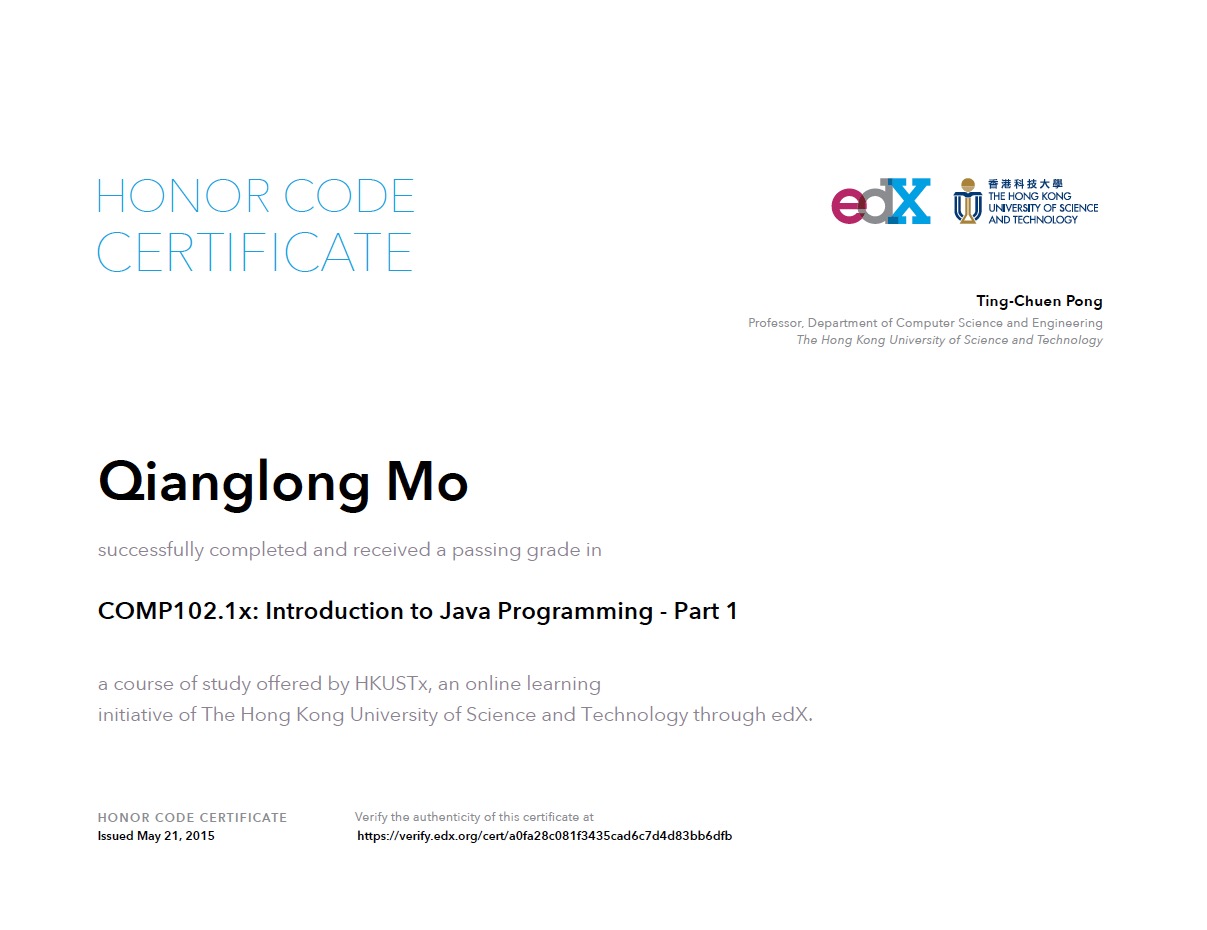 HONOR CODE
CERTIFICATE
edX
香港科技大學
THE HONG KONG
UNIVERSITY OF SCIENCE
AND TECHNOLOGY
Ting-Chuen Pong
Professor, Department of Computer Science and Engineering
The Hong Kong University of Science and Technology
Qianglong Mo
successfully completed and received a passing grade in
COMP102.1x: Introduction to Java Programming - Part 1
a course of study offered by HKUSTx, an online learning
initiative of The Hong Kong University of Science and Technology through edX.
HONOR CODE CERTIFICATE
Issued May 21, 2015
Verify the authenticity of this certificate at
https://verify.edx.org/cert/a0fa28c081f3435cad6c7d4d83bb6dfb